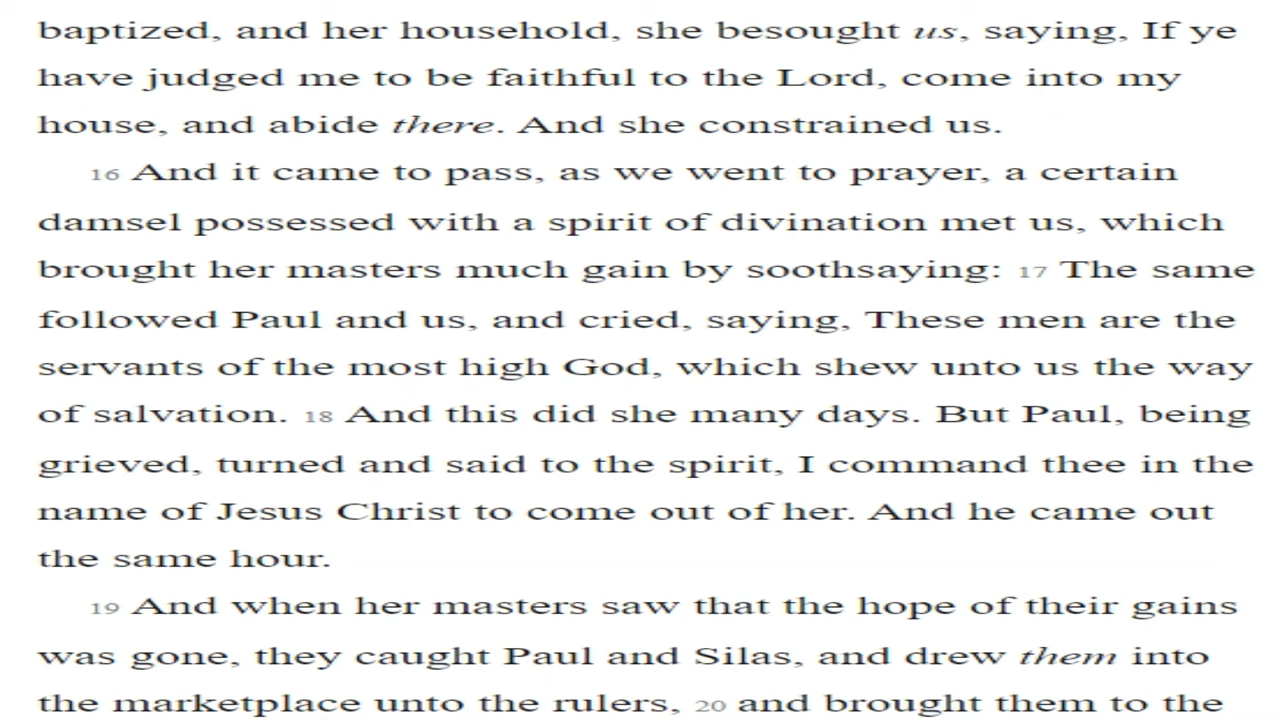 baptized, and her household, she besought us, saying, If ye
have judged me to be faithful to the Lord, come into my
house, and abide there. And she constrained us.
16 And it came to pass, as we went to prayer, a certain
damsel possessed with a spirit of divination met us, which
brought her masters much gain by soothsaying: 17 The same
followed Paul and us, and cried, saying, These men are the
servants of the most high God, which shew unto us the way
of salvation. 18 And this did she many days. But Paul, being
grieved, turned and said to the spirit, I command thee in the
name of Jesus Christ to come out of her. And he came out
the same hour.
19 And when her masters saw that the hope of their gains
was gone, they caught Paul and Silas, and drew them into
the marketplace unto the rulers, 20 and brought them to the